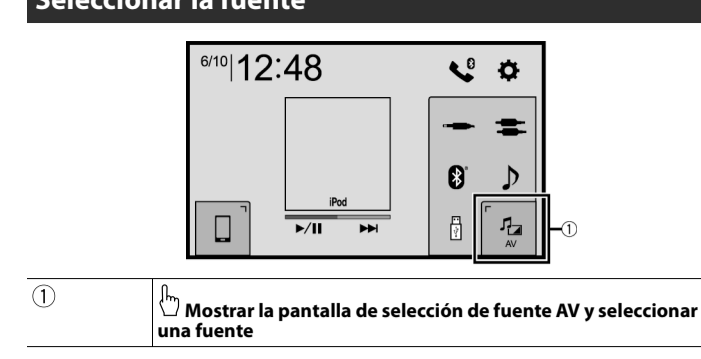 Seleccionar la fuente
6/10 12:48
iPod
AV
①
①
Mostrar la pantalla de selección de fuente AV y seleccionar
una fuente